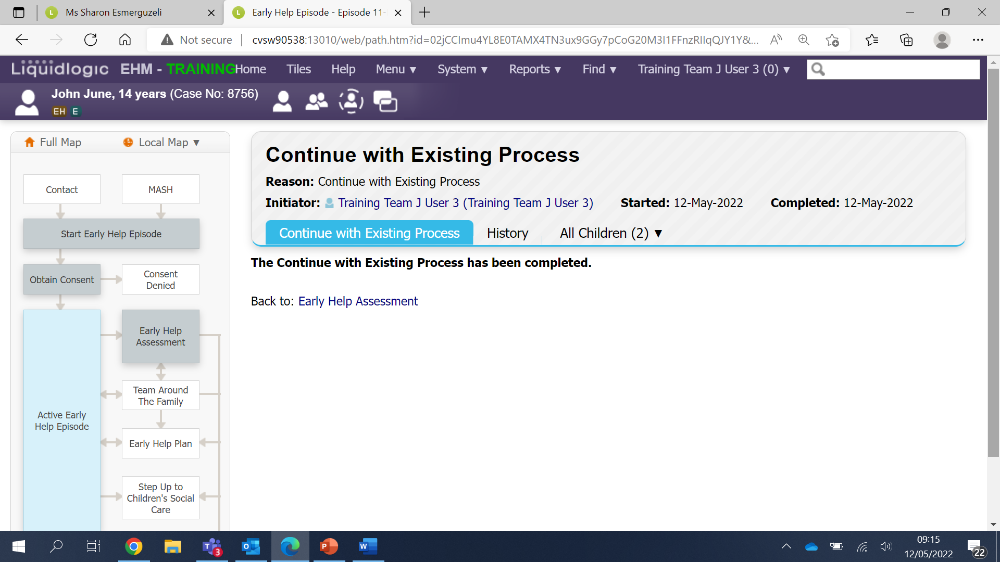 Ms Sharon Esmerguzeli
Early Help Episode - Episode 11-
Not secure
cvsw90538:13010/web/path.htm?id=02jCCImu4YL8E0TAMX4TN3ux9GGy7pCoG20M3I1FFnzRIIqQJY1Y&...
Liquidlogic EHM - TRAINING Home Tiles Help Menu ▼ System ▼ Reports ▼ Find ▼ Training Team J User 3 (0) ▼
John June, 14 years (Case No: 8756)
EH E
Full Map Local Map ▼
Contact
MASH
Start Early Help Episode
Obtain Consent
Consent
Denied
Early Help
Assessment
Team Around
The Family
Active Early
Help Episode
Early Help Plan
Step Up to
Children's Social
Care
Continue with Existing Process
Reason: Continue with Existing Process
Initiator: Training Team J User 3 (Training Team J User 3) Started: 12-May-2022 Completed: 12-May-2022
Continue with Existing Process History All Children (2) ▼
The Continue with Existing Process has been completed.
Back to: Early Help Assessment
09:15
12/05/2022
3
22